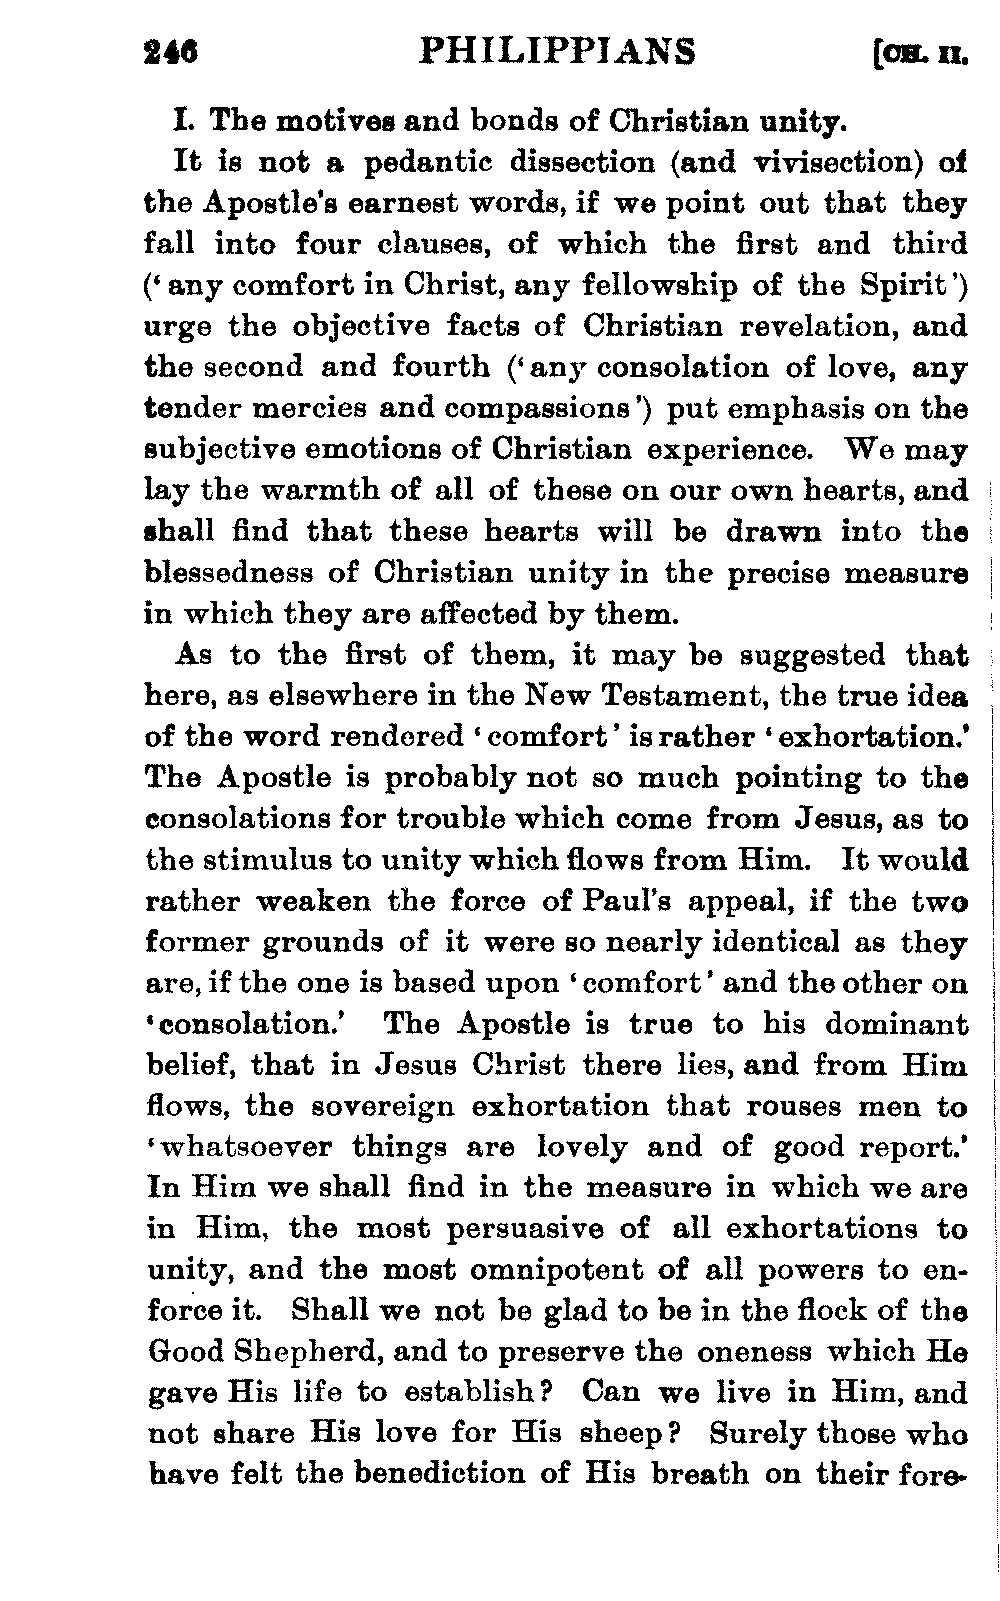 246 PHILIPPIANS [CH. II.
I. The motives and bonds of Christian unity.
It is not a pedantic dissection (and vivisection) of
the Apostle's earnest words, if we point out that they
fall into four clauses, of which the first and third
('any comfort in Christ, any fellowship of the Spirit')
urge the objective facts of Christian revelation, and
the second and fourth ('any consolation of love, any
tender mercies and compassions') put emphasis on the
subjective emotions of Christian experience. We may
lay the warmth of all of these on our own hearts, and
shall find that these hearts will be drawn into the
blessedness of Christian unity in the precise measure
in which they are affected by them.
As to the first of them, it may be suggested that
here, as elsewhere in the New Testament, the true idea
of the word rendered 'comfort' is rather 'exhortation.'
The Apostle is probably not so much pointing to the
consolations for trouble which come from Jesus, as to
the stimulus to unity which flows from Him. It would
rather weaken the force of Paul's appeal, if the two
former grounds of it were so nearly identical as they
are, if the one is based upon 'comfort' and the other on
'consolation.' The Apostle is true to his dominant
belief, that in Jesus Christ there lies, and from Him
flows, the sovereign exhortation that rouses men to
'whatsoever things are lovely and of good report.'
In Him we shall find in the measure in which we are
in Him, the most persuasive of all exhortations to
unity, and the most omnipotent of all powers to en-
force it. Shall we not be glad to be in the flock of the
Good Shepherd, and to preserve the oneness which He
gave His life to establish? Can we live in Him, and
not share His love for His sheep? Surely those who
have felt the benediction of His breath on their fore-